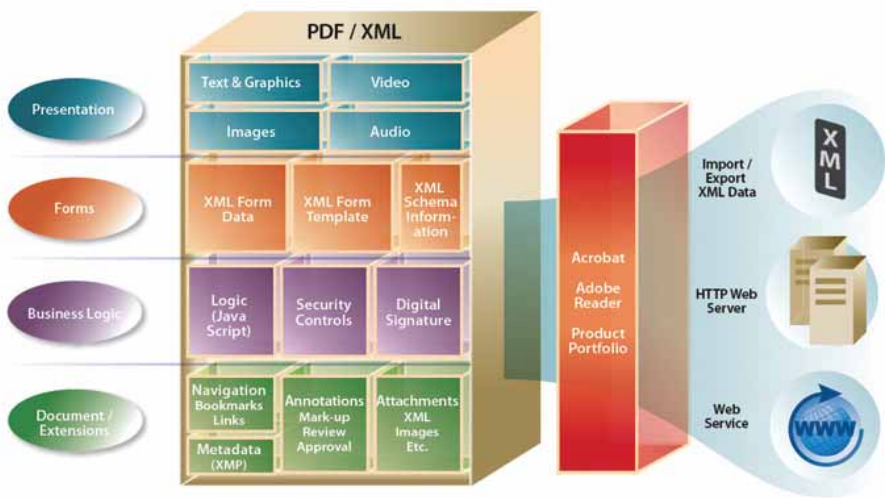 PDF / XML
Presentation
Text & Graphics
Video
Images
Audio
Forms
XML Form
Data
XML Form
Template
XML
Schema
Inform-
ation
Business Logic
Logic
(Java
Script)
Security
Controls
Digital
Signature
Document /
Extensions
Navigation
Bookmarks
Links
Metadata
(XMP)
Annotations
Mark-up
Review
Approval
Attachments
XML
Images
Etc.
Acrobat
Adobe
Reader
Product
Portfolio
Import /
Export
XML Data
XML
HTTP Web
Server
Web
Service
WWW